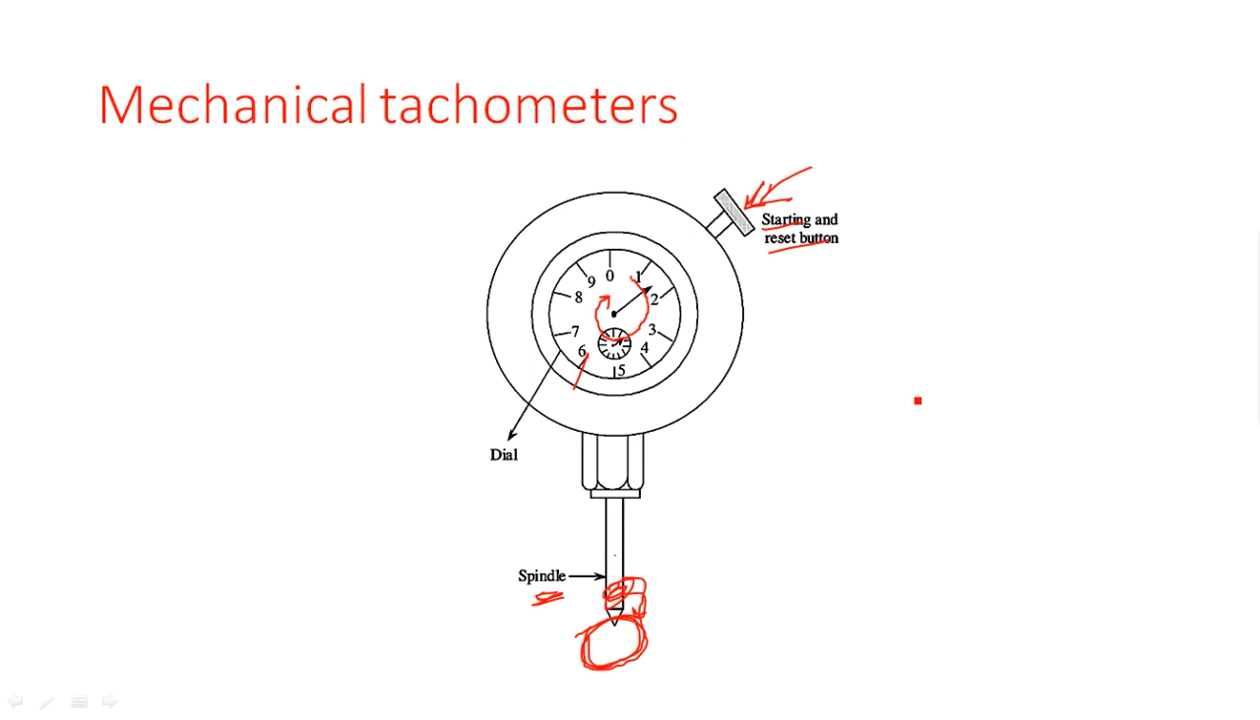 Mechanical tachometers
Starting and
reset button
0
1
2
3
4
5
6
7
8
9
Dial
Spindle